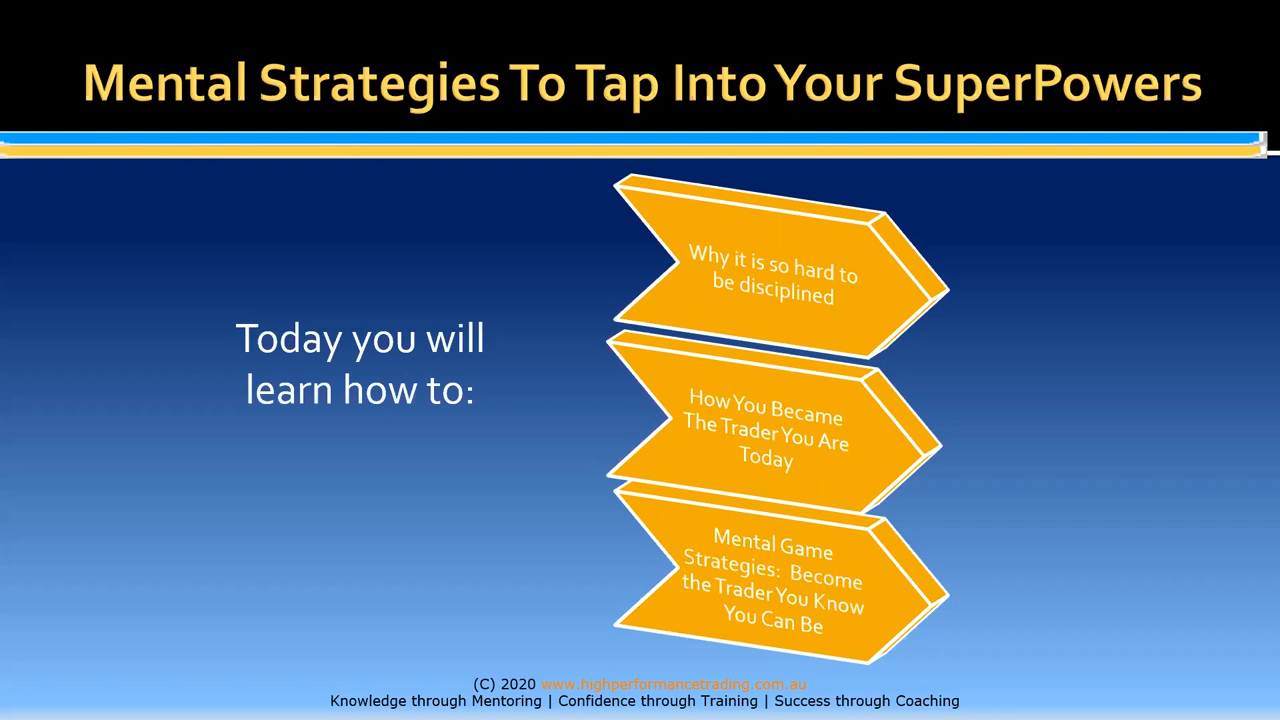 Mental Strategies To Tap Into Your SuperPowers
Today you will
learn how to:
Why it is so hard to
be disciplined
How You Became
The Trader You Are
Today
Mental Game
Strategies: Become
the Trader You Know
You Can Be
(C) 2020 www.highperformancetrading.com.au
Knowledge through Mentoring | Confidence through Training | Success through Coaching